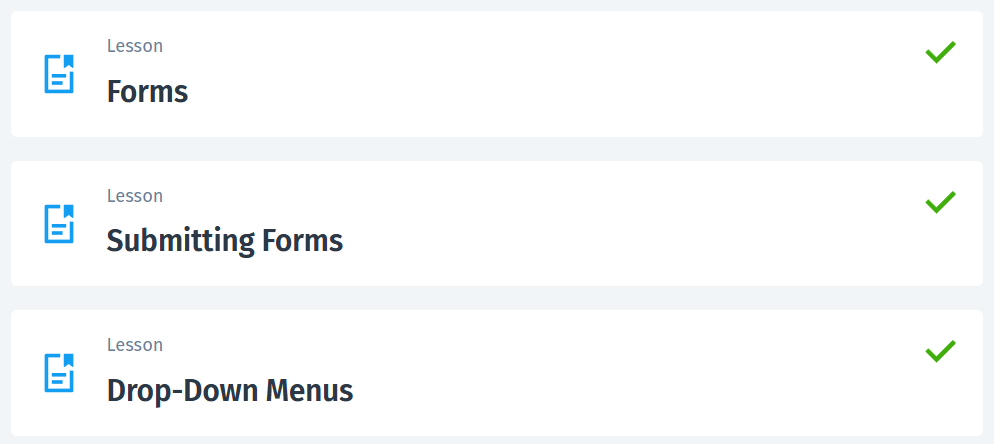 Lesson
Forms
Lesson
Submitting Forms
Lesson
Drop-Down Menus